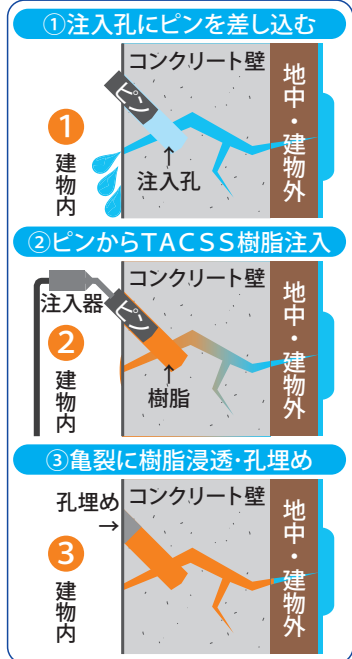 ①注入孔にピンを差し込む
コンクリート壁
ピン
1
建物内
↑
注入孔
地中・建物外
②ピンからTACSS樹脂注入
コンクリート壁
注入器
ピン
2
建物内
↑
樹脂
地中・建物外
③亀裂に樹脂浸透・孔埋め
孔埋め
→
コンクリート壁
3
建物内
地中・建物外